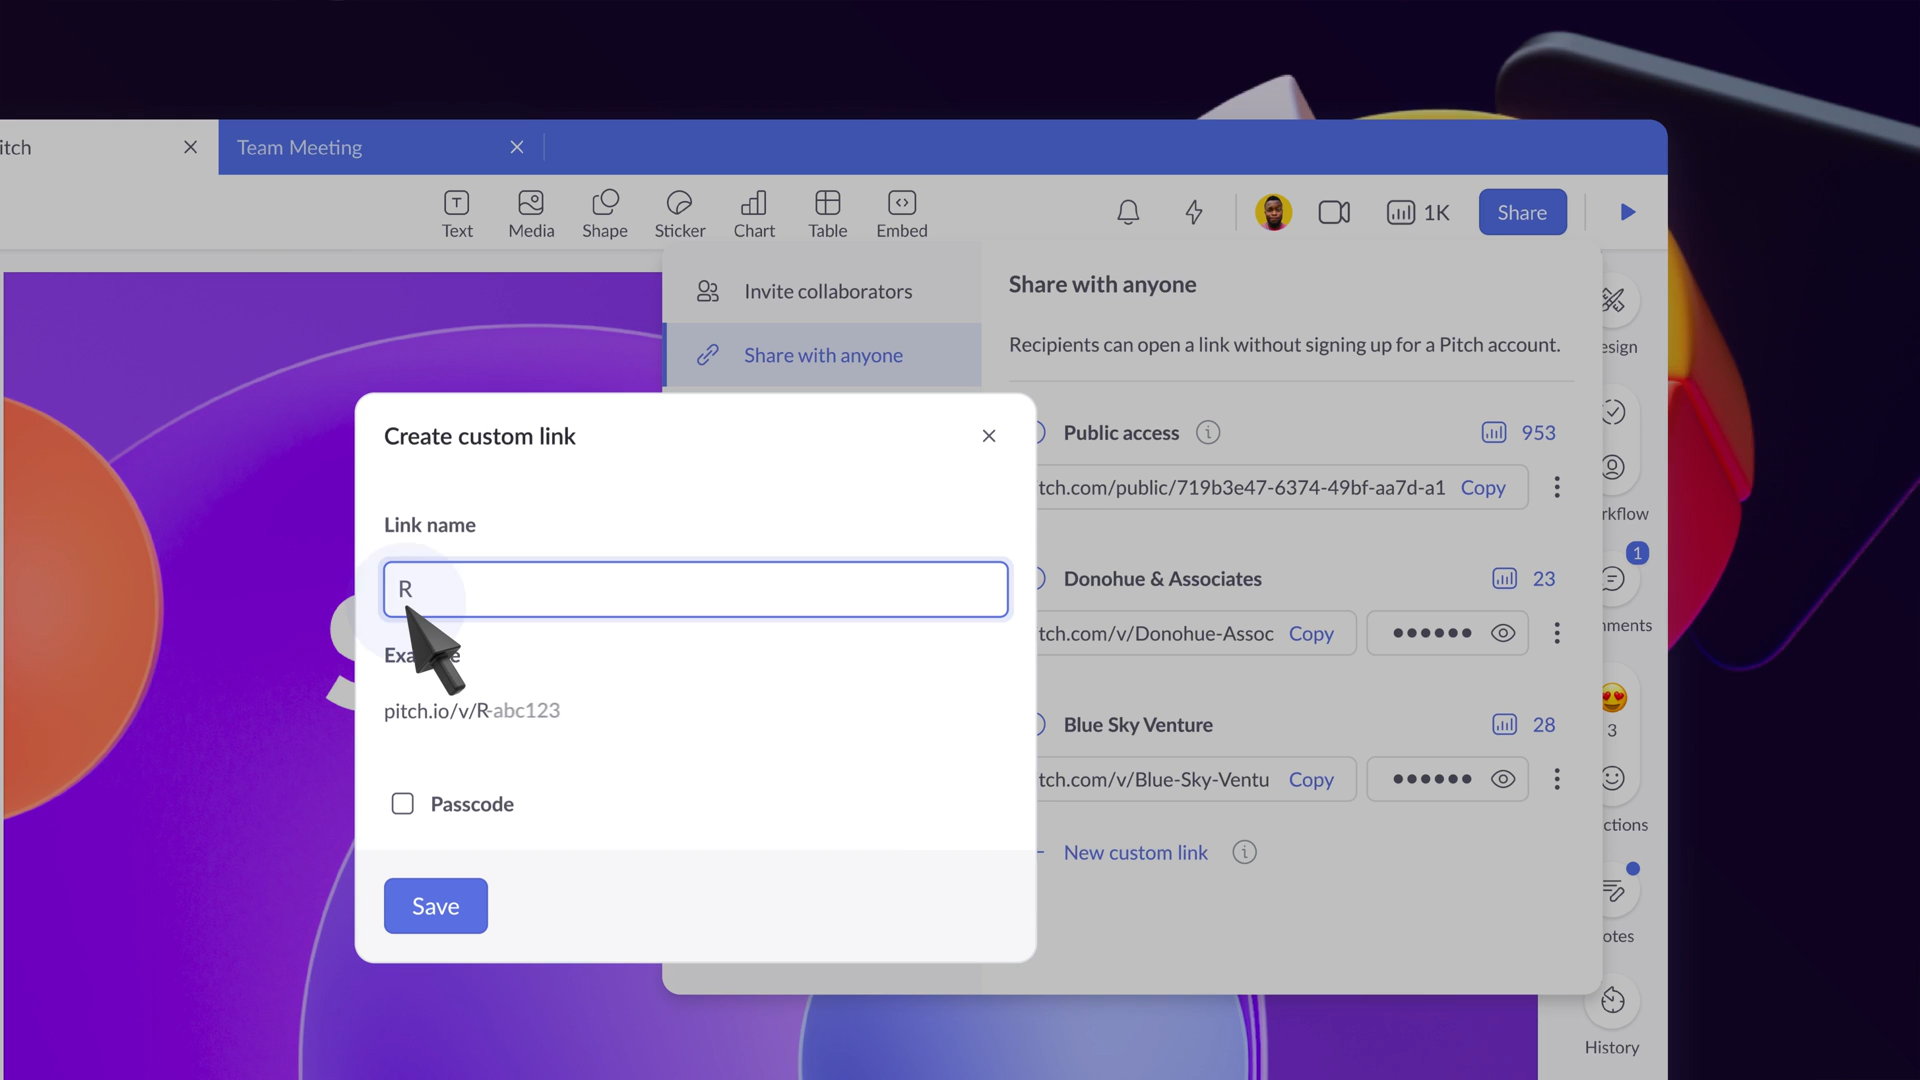 itch
Team Meeting
Text
Media
Shape
Sticker
Chart
Table
Embed
1K
Share
Invite collaborators
Share with anyone
Share with anyone
Recipients can open a link without signing up for a Pitch account.
Public access
953
tch.com/public/719b3e47-6374-49bf-aa7d-a1
Copy
Donohue & Associates
23
tch.com/v/Donohue-Assoc
Copy
Blue Sky Venture
28
tch.com/v/Blue-Sky-Ventu
Copy
New custom link
Create custom link
Link name
R
pitch.io/v/R-abc123
Passcode
Save
esign
rkflow
1
nments
3
ctions
otes
History